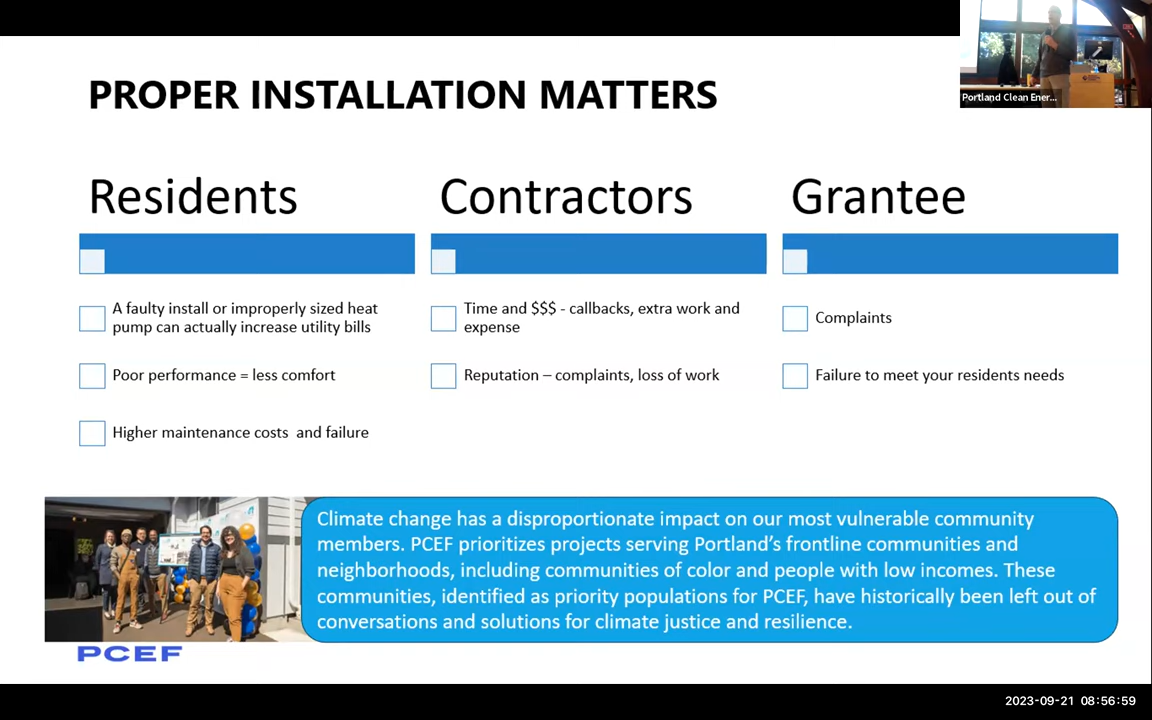 Portland Clean Ener...
PROPER INSTALLATION MATTERS
Residents
A faulty install or improperly sized heat
pump can actually increase utility bills
Poor performance = less comfort
Higher maintenance costs  and failure
Contractors
Time and $$$ - callbacks, extra work and
expense
Reputation – complaints, loss of work
Grantee
Complaints
Failure to meet your residents needs
Climate change has a disproportionate impact on our most vulnerable community
members. PCEF prioritizes projects serving Portland’s frontline communities and
neighborhoods, including communities of color and people with low incomes. These
communities, identified as priority populations for PCEF, have historically been left out of
conversations and solutions for climate justice and resilience.
PCEF
2023-09-21 08:56:59